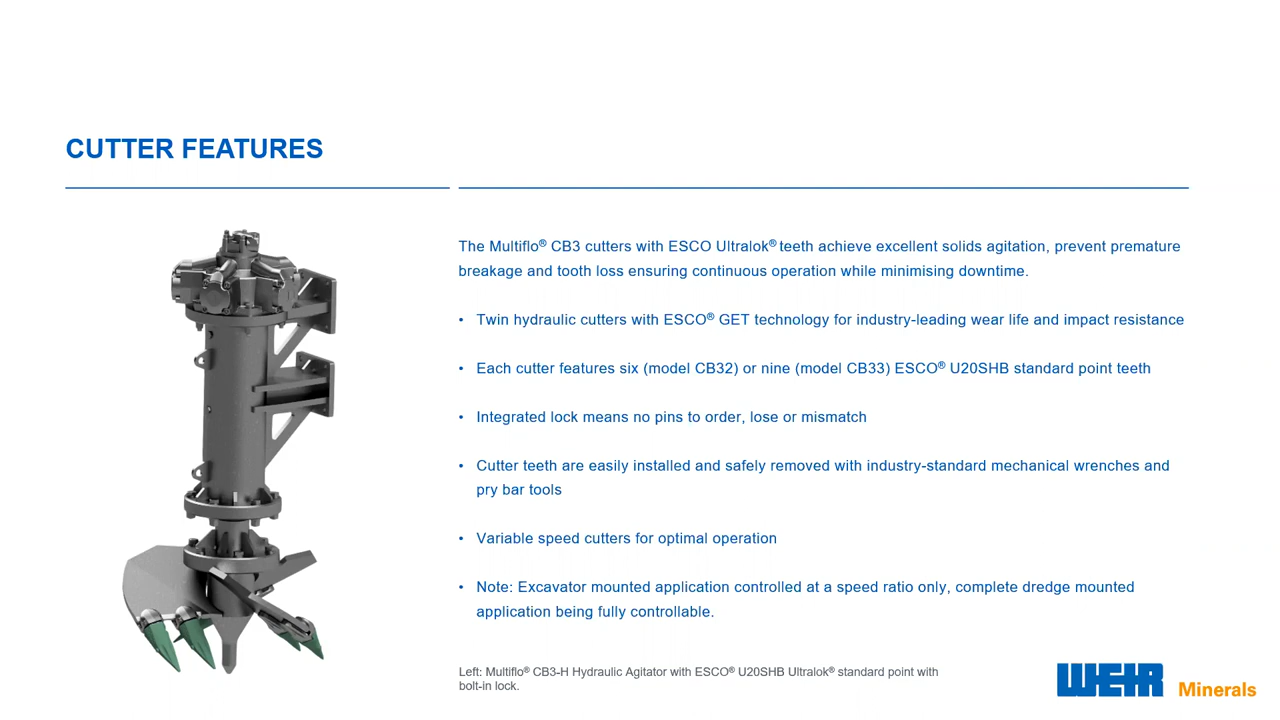 CUTTER FEATURES
The Multiflo® CB3 cutters with ESCO Ultralok® teeth achieve excellent solids agitation, prevent premature
breakage and tooth loss ensuring continuous operation while minimising downtime.
• Twin hydraulic cutters with ESCO® GET technology for industry-leading wear life and impact resistance
• Each cutter features six (model CB32) or nine (model CB33) ESCO® U20SHB standard point teeth
• Integrated lock means no pins to order, lose or mismatch
• Cutter teeth are easily installed and safely removed with industry-standard mechanical wrenches and
pry bar tools
• Variable speed cutters for optimal operation
• Note: Excavator mounted application controlled at a speed ratio only, complete dredge mounted
application being fully controllable.
Left: Multiflo® CB3-H Hydraulic Agitator with ESCO® U20SHB Ultralok® standard point with
bolt-in lock.
WEIR Minerals